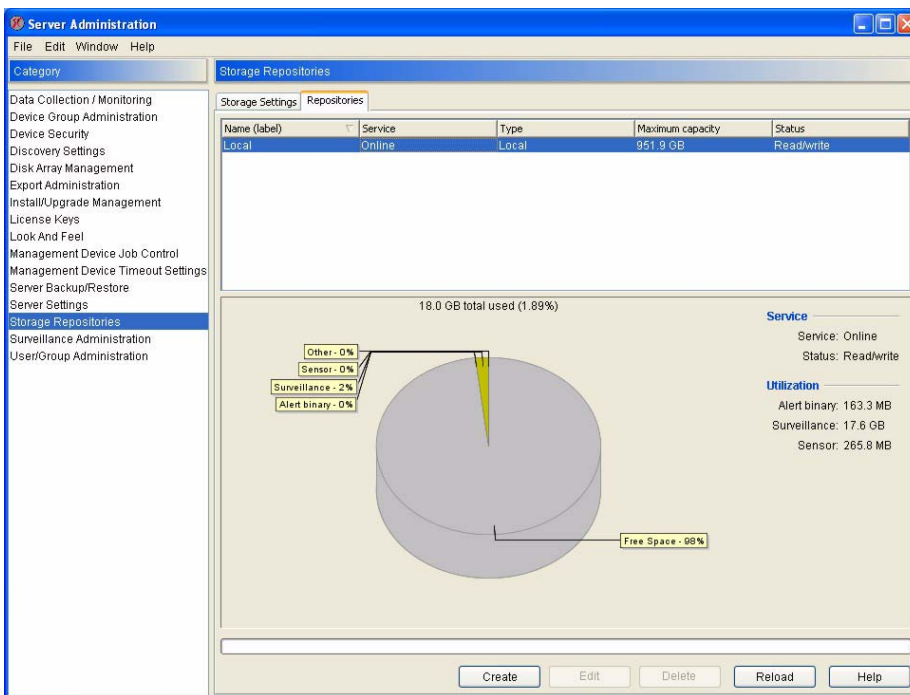 Server Administration
File Edit Window Help
Category
Data Collection / Monitoring
Device Group Administration
Device Security
Discovery Settings
Disk Array Management
Export Administration
Install/Upgrade Management
License Keys
Look And Feel
Management Device Job Control
Management Device Timeout Settings
Server Backup/Restore
Server Settings
Storage Repositories
Surveillance Administration
User/Group Administration
Storage Repositories
Storage Settings Repositories
Name (label) Service Type Maximum capacity Status
Local Online Local 951.9 GB Read/write
18.0 GB total used (1.89%)
Other - 0%
Sensor - 0%
Surveillance - 2%
Alert binary - 0%
Free Space - 98%
Service
Service: Online
Status: Read/write
Utilization
Alert binary: 163.3 MB
Surveillance: 17.6 GB
Sensor: 265.8 MB
Create Edit Delete Reload Help